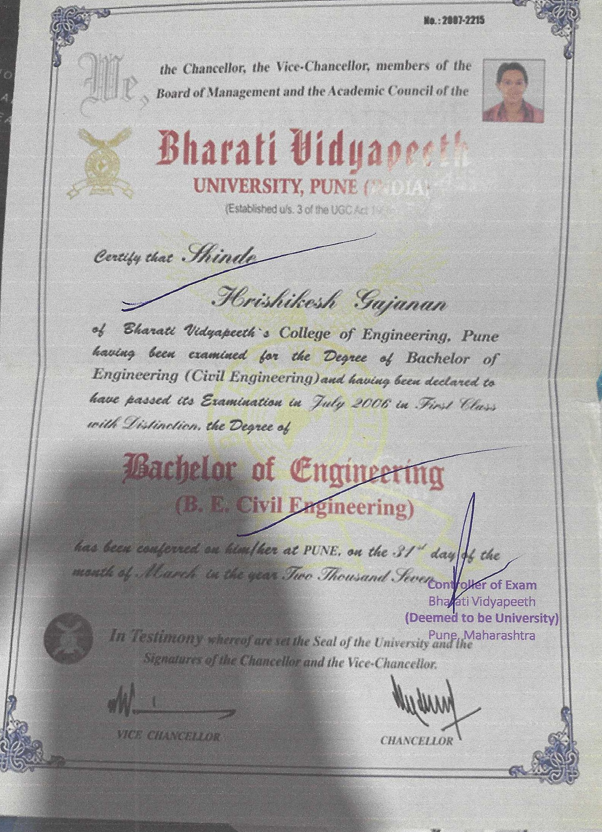 No.: 2007-2215
We,
the Chancellor, the Vice-Chancellor, members of the
Board of Management and the Academic Council of the
Bharati Vidyapeeth
UNIVERSITY, PUNE (INDIA)
(Established u/s. 3 of the UGC Act
Certify that Shinde
Hrishikesh Gajanan
of Bharati Vidyapeeth`s College of Engineering, Pune
having been examined for the Degree of Bachelor of
Engineering (Civil Engineering)and having been declared to
have passed its Examination in July 2006 in First Class
with Distinction, the Degree of
Bachelor of Engineering
(B. E. Civil Engineering)
has been conferred on him/her at PUNE, on the 31st day of the
month of March in the year Two Thousand Seven
Controller of Exam
Bharati Vidyapeeth
(Deemed to be University)
Pune, Maharashtra
In Testimony whereof are set the Seal of the University and the
Signatures of the Chancellor and the Vice-Chancellor.
VICE CHANCELLOR
CHANCELLOR